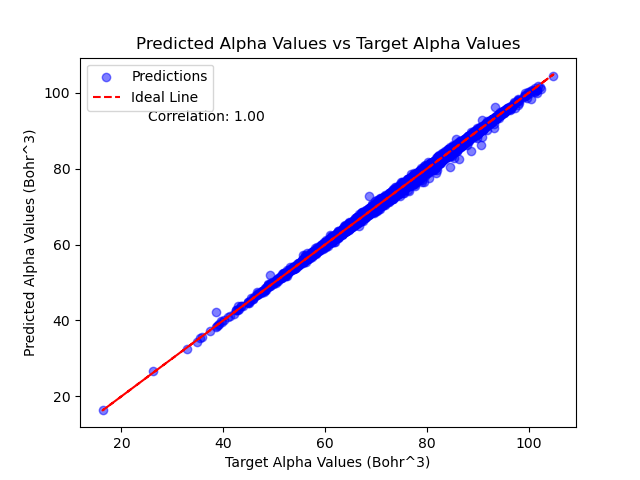 Predicted Alpha Values vs Target Alpha Values
Predictions
Ideal Line
Correlation: 1.00
Predicted Alpha Values (Bohr^3)
100
80
60
40
20
20 40 60 80 100
Target Alpha Values (Bohr^3)